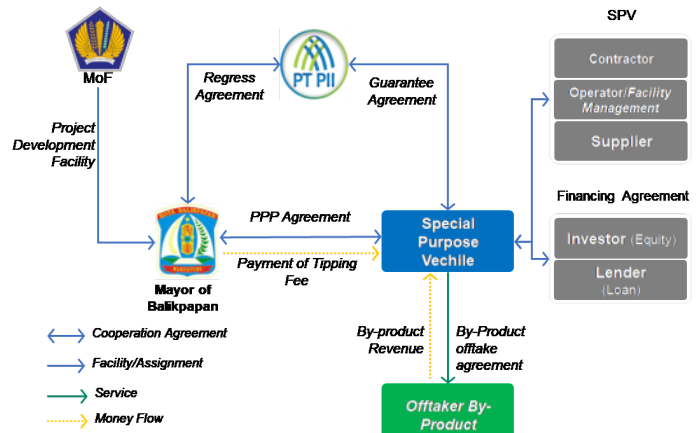 SPV
MoF
PT PII
Regress
Agreement
Guarantee
Agreement
Contractor
Operator/Facility
Management
Supplier
Project
Development
Facility
Financing Agreement
KOTA BALIKPAPAN
PPP Agreement
Special
Purpose
Vechile
Investor (Equity)
Lender
(Loan)
Payment of Tipping
Fee
Mayor of
Balikpapan
Cooperation Agreement
Facility/Assignment
Service
Money Flow
By-product
Revenue
By-Product
offtake
agreement
Offtaker By-
Product